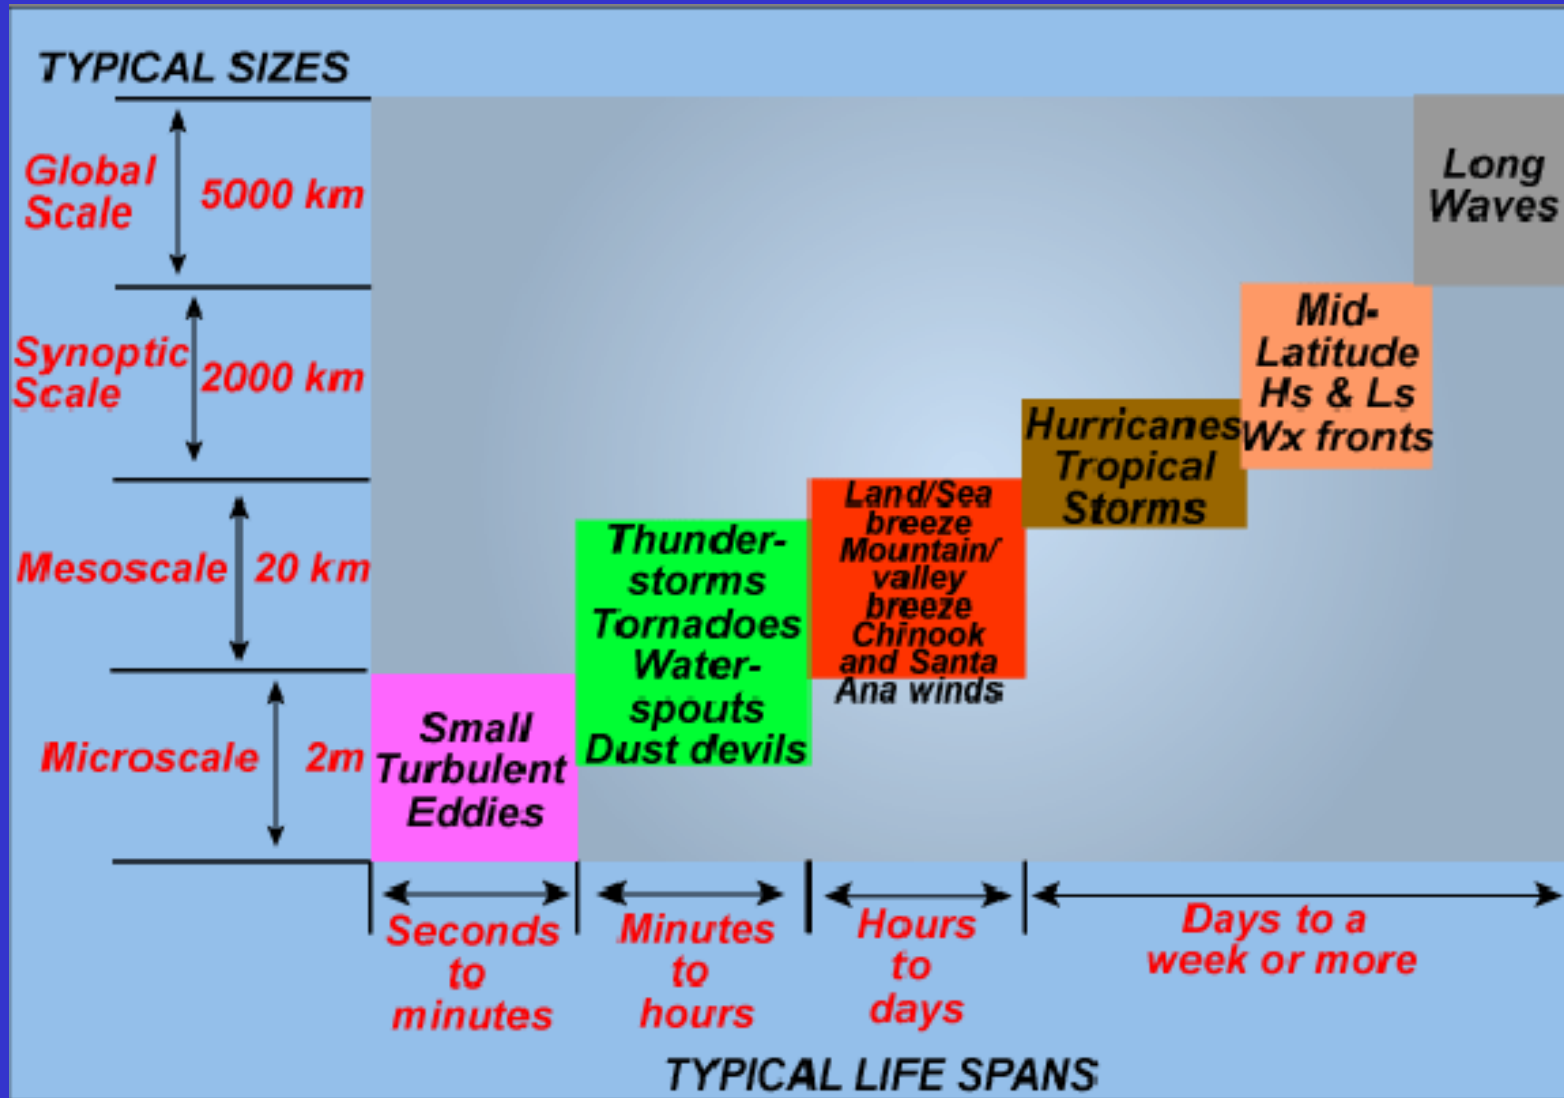 TYPICAL SIZES
Global
Scale
5000 km
Synoptic
Scale
2000 km
Mesoscale
20 km
Microscale
2m
Long
Waves
Mid-
Latitude
Hs & Ls
Wx fronts
Hurricanes
Tropical
Storms
Land/Sea
breeze
Mountain/
valley
breeze
Chinook
and Santa
Ana winds
Thunder-
storms
Tornadoes
Water-
spouts
Dust devils
Small
Turbulent
Eddies
Seconds
to
minutes
Minutes
to
hours
Hours
to
days
Days to a
week or more
TYPICAL LIFE SPANS